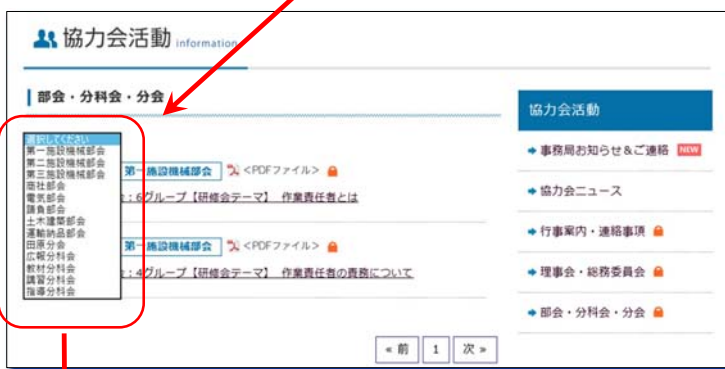 協力会活動 information
部会・分科会・分会
選択してください
第一施設機械部会
第二施設機械部会
第三施設機械部会
商社部会
電気部会
請負部会
土木建築部会
運輸納品部会
田原分会
広報分科会
教材分科会
講習分科会
指導分科会
第一施設機械部会 <PDFファイル>
：6グループ【研修会テーマ】 作業責任者とは
第一施設機械部会 <PDFファイル>
：4グループ【研修会テーマ】 作業責任者の責務について
« 前 1 次 »
協力会活動
事務局お知らせ＆ご連絡 NEW
協力会ニュース
行事案内・連絡事項
理事会・総務委員会
部会・分科会・分会